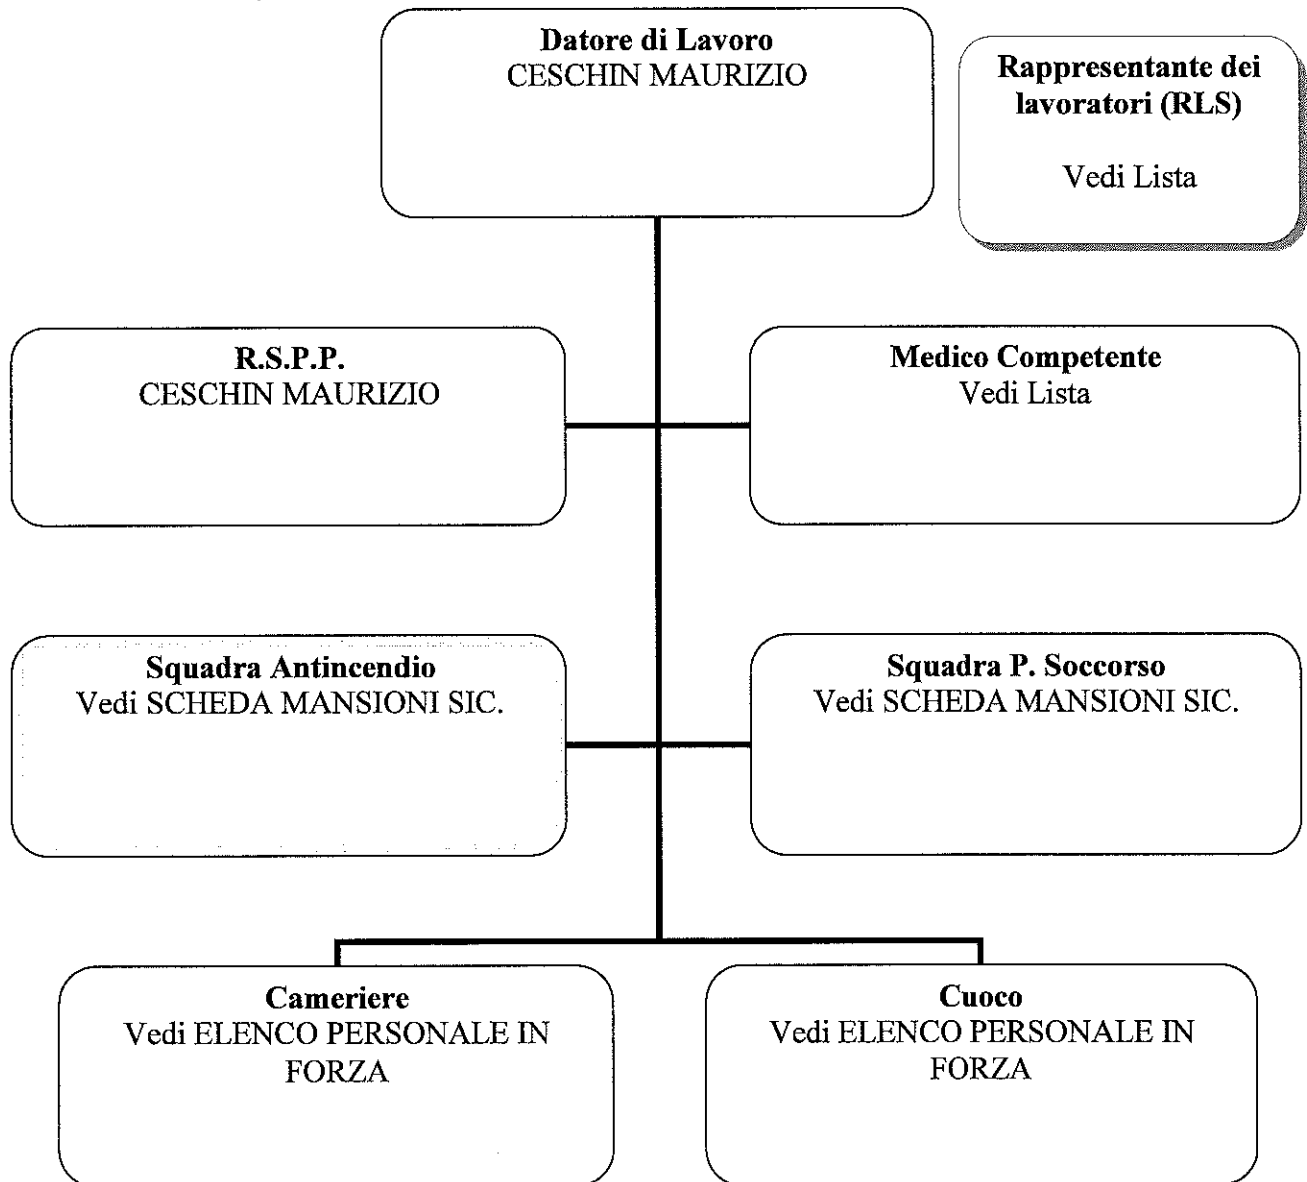 Datore di Lavoro
CESCHIN MAURIZIO
Rappresentante dei
lavoratori (RLS)
Vedi Lista
R.S.P.P.
CESCHIN MAURIZIO
Medico Competente
Vedi Lista
Squadra Antincendio
Vedi SCHEDA MANSIONI SIC.
Squadra P. Soccorso
Vedi SCHEDA MANSIONI SIC.
Cameriere
Vedi ELENCO PERSONALE IN
FORZA
Cuoco
Vedi ELENCO PERSONALE IN
FORZA